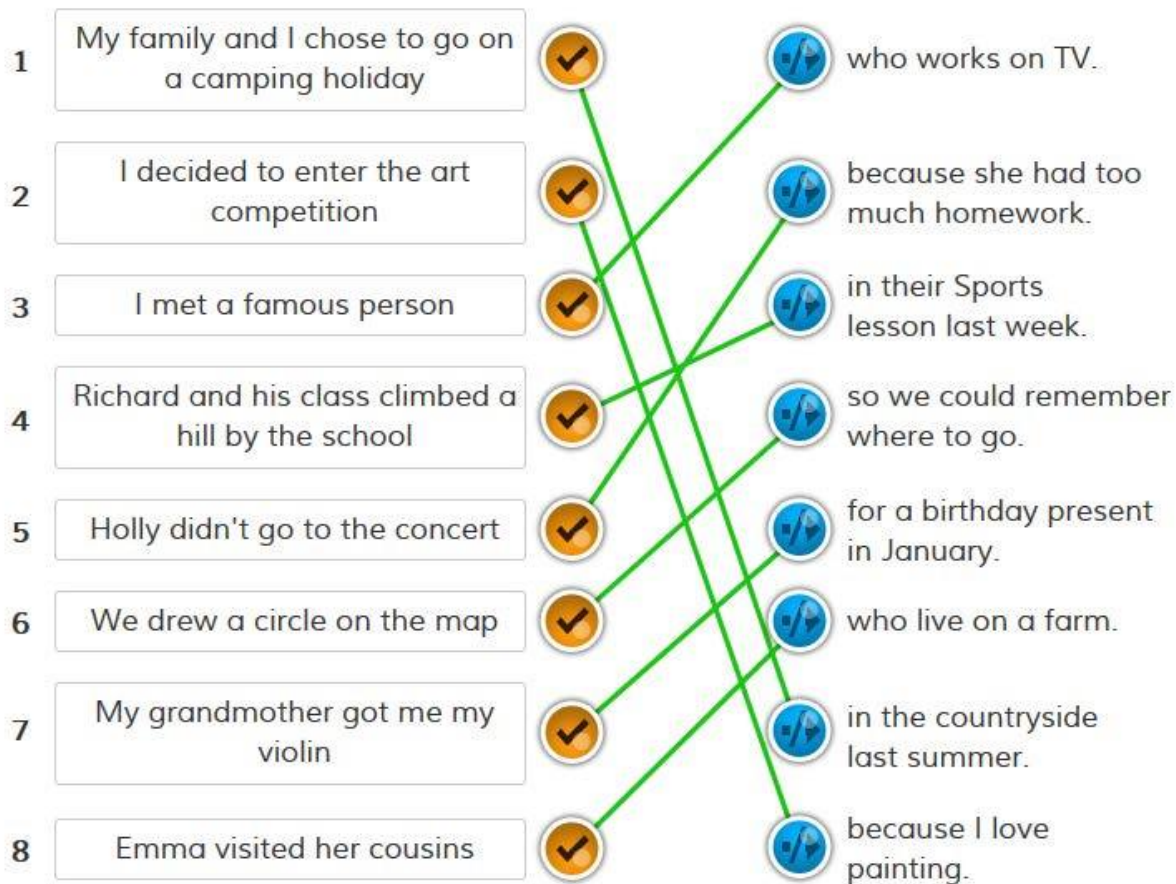 1
My family and I chose to go on
a camping holiday
who works on TV.
2
I decided to enter the art
competition
because she had too
much homework.
3
I met a famous person
in their Sports
lesson last week.
4
Richard and his class climbed a
hill by the school
so we could remember
where to go.
5
Holly didn't go to the concert
for a birthday present
in January.
6
We drew a circle on the map
who live on a farm.
7
My grandmother got me my
violin
in the countryside
last summer.
8
Emma visited her cousins
because I love
painting.